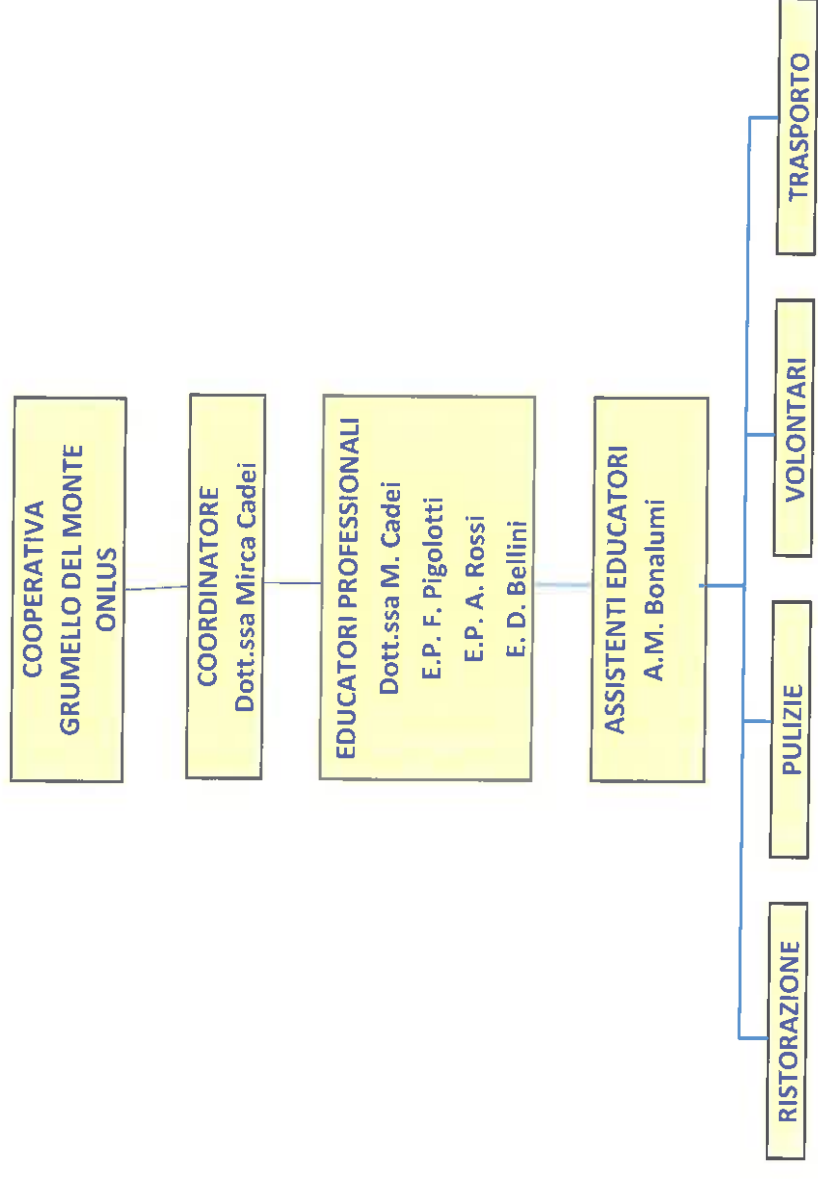 COOPERATIVA
GRUMELLO DEL MONTE
ONLUS
COORDINATORE
Dott.ssa Mirca Cadei
EDUCATORI PROFESSIONALI
Dott.ssa M. Cadei
E.P. F. Pigolotti
E.P. A. Rossi
E. D. Bellini
ASSISTENTI EDUCATORI
A.M. Bonalumi
RISTORAZIONE
PULIZIE
VOLONTARI
TRASPORTO